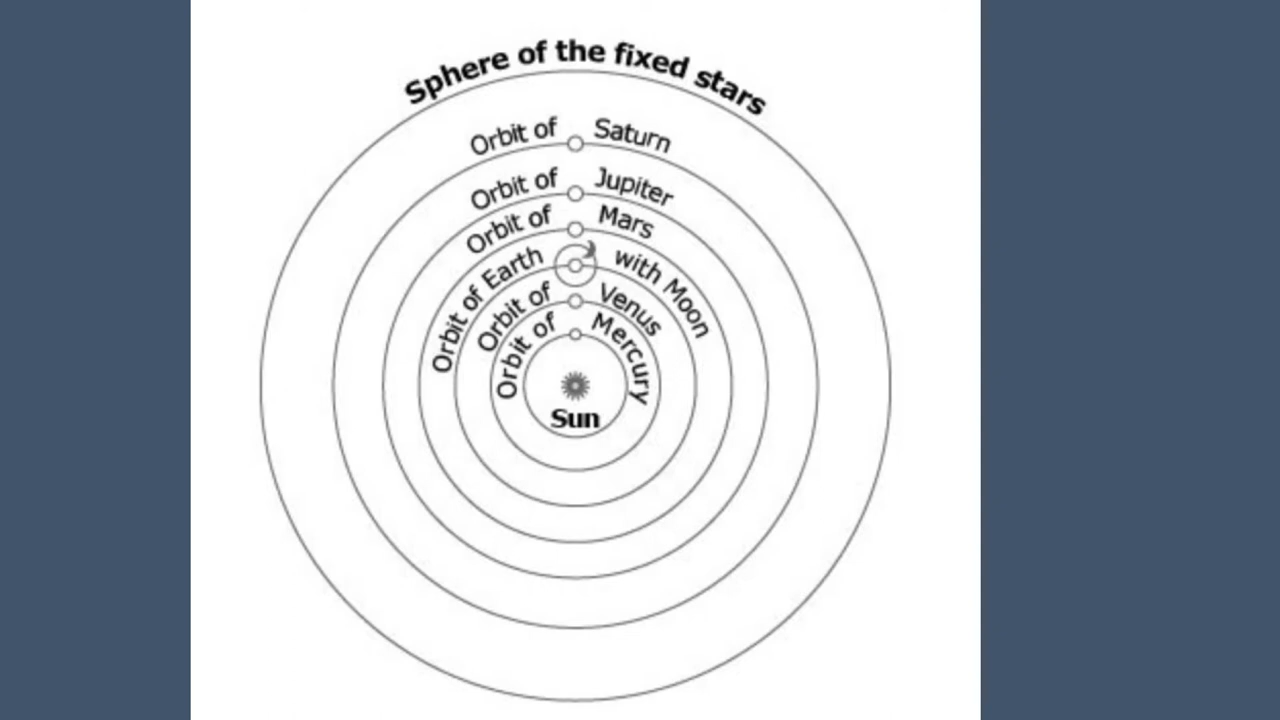 Sphere of the fixed stars
Orbit of Saturn
Orbit of Jupiter
Orbit of Mars
Orbit of Earth with Moon
Orbit of Venus
Orbit of Mercury
Sun